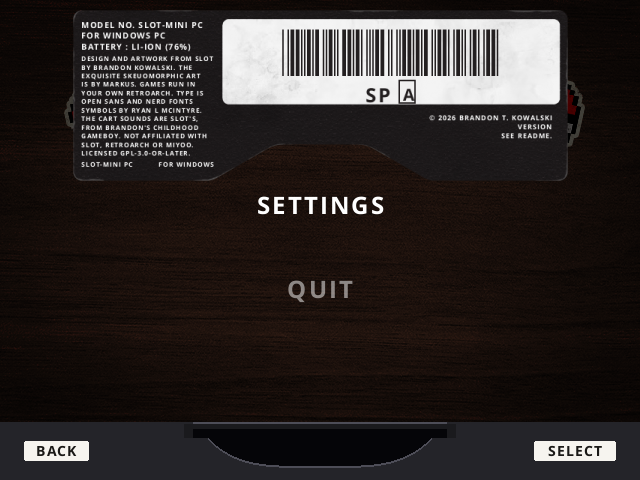 MODEL NO. SLOT-MINI PC
FOR WINDOWS PC
BATTERY : LI-ION (76%)
DESIGN AND ARTWORK FROM SLOT
BY BRANDON KOWALSKI. THE
EXQUISITE SKEUOMORPHIC ART
IS BY MARKUS. GAMES RUN IN
YOUR OWN RETROARCH. TYPE IS
OPEN SANS AND NERD FONTS
SYMBOLS BY RYAN L MCINTYRE.
THE CART SOUNDS ARE SLOT'S,
FROM BRANDON'S CHILDHOOD
GAMEBOY. NOT AFFILIATED WITH
SLOT, RETROARCH OR MIYOO.
LICENSED GPL-3.0-OR-LATER.
SLOT-MINI PC FOR WINDOWS
SP A
© 2026 BRANDON T. KOWALSKI
VERSION
SEE README.
SETTINGS
QUIT
BACK
SELECT